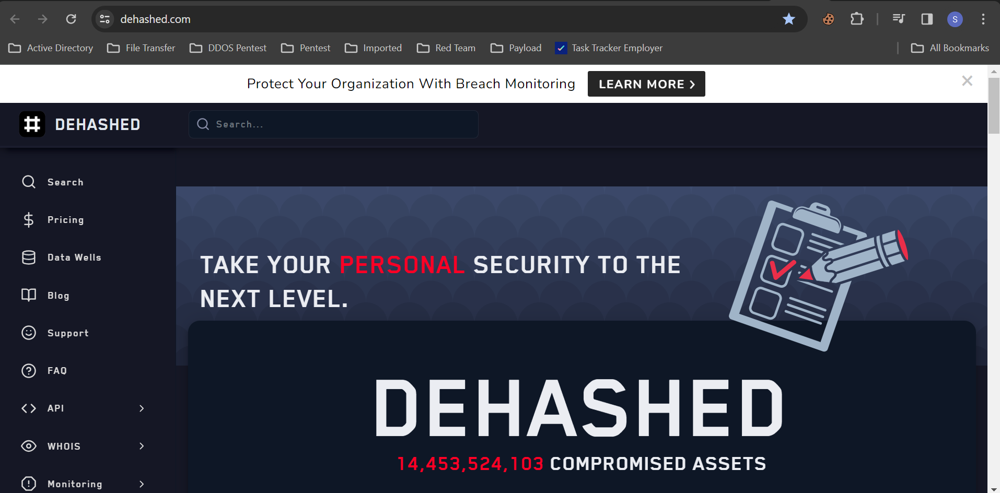 dehashed.com
S
Active Directory
File Transfer
DDOS Pentest
Pentest
Imported
Red Team
Payload
Task Tracker Employer
All Bookmarks
Protect Your Organization With Breach Monitoring
LEARN MORE
DEHASHED
Search...
Search
Pricing
Data Wells
Blog
Support
FAQ
API
WHOIS
Monitoring
TAKE YOUR PERSONAL SECURITY TO THE
NEXT LEVEL.
DEHASHED
14,453,524,103 COMPROMISED ASSETS